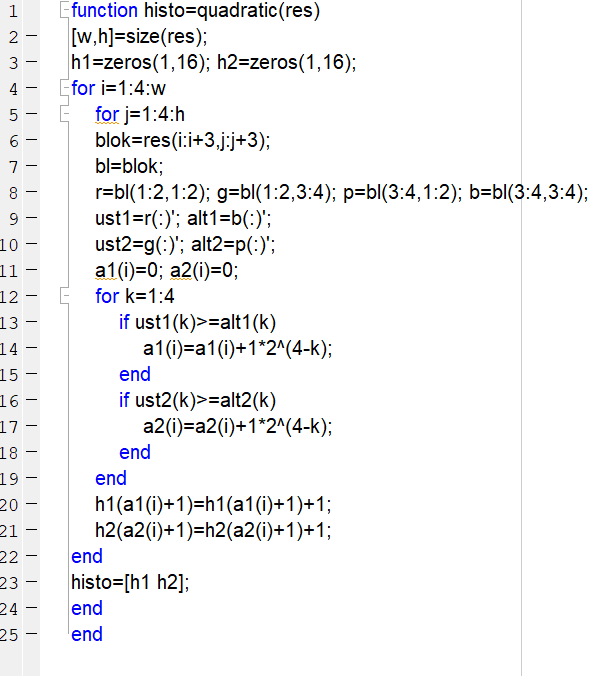 1 function histo=quadratic(res)
2 – [w,h]=size(res);
3 – h1=zeros(1,16); h2=zeros(1,16);
4 – for i=1:4:w
5 – for j=1:4:h
6 – blok=res(i:i+3,j:j+3);
7 – bl=blok;
8 – r=bl(1:2,1:2); g=bl(1:2,3:4); p=bl(3:4,1:2); b=bl(3:4,3:4);
9 – ust1=r(:)'; alt1=b(:)';
10 – ust2=g(:)'; alt2=p(:)';
11 – a1(i)=0; a2(i)=0;
12 – for k=1:4
13 – if ust1(k)>=alt1(k)
14 – a1(i)=a1(i)+1*2^(4-k);
15 – end
16 – if ust2(k)>=alt2(k)
17 – a2(i)=a2(i)+1*2^(4-k);
18 – end
19 – end
20 – h1(a1(i)+1)=h1(a1(i)+1)+1;
21 – h2(a2(i)+1)=h2(a2(i)+1)+1;
22 – end
23 – histo=[h1 h2];
24 – end
25 – end